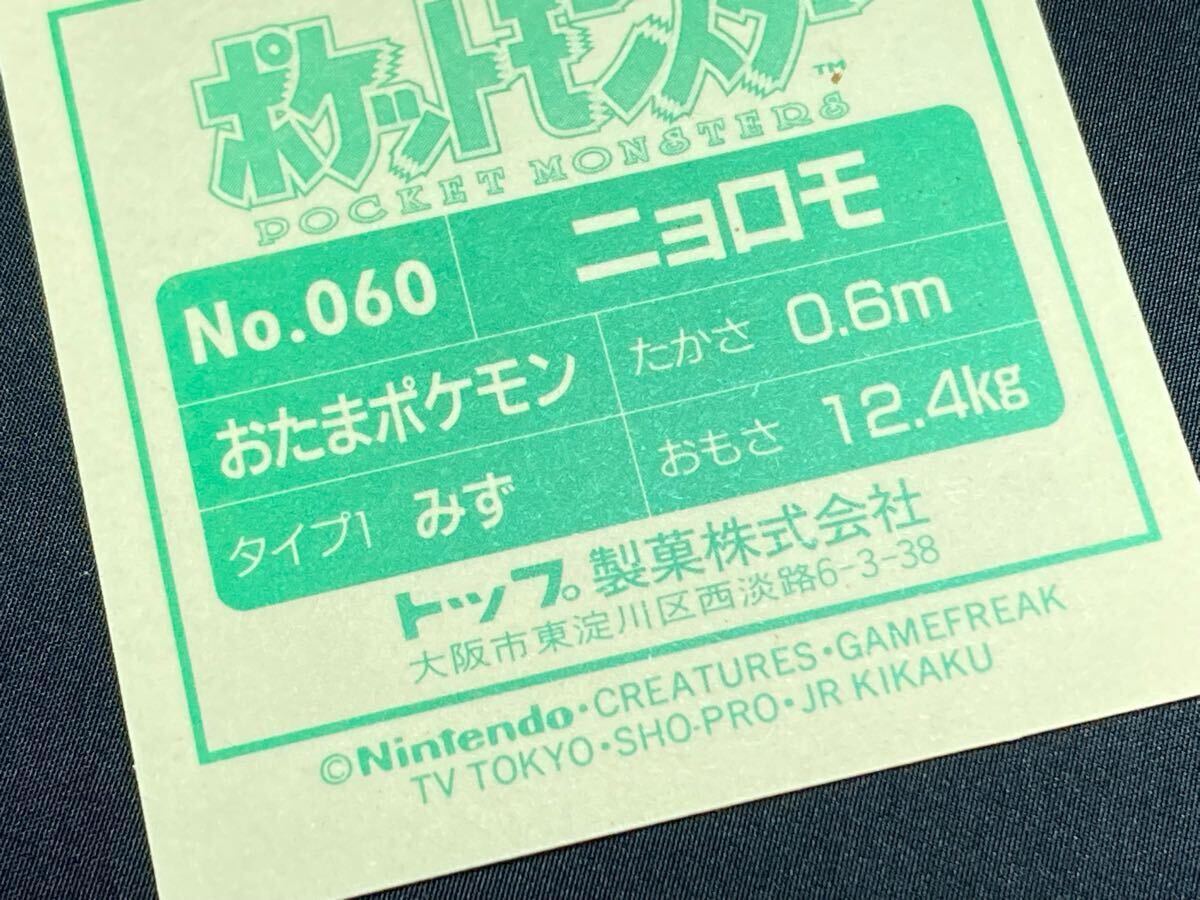 ポケットモンスター™
POCKET MONSTERS
No.060 ニョロモ
おたまポケモン たかさ 0.6m
タイプ1 みず おもさ 12.4kg
トップ製菓株式会社
大阪市東淀川区西淡路6-3-38
©Nintendo・CREATURES・GAMEFREAK
TV TOKYO・SHO-PRO・JR KIKAKU